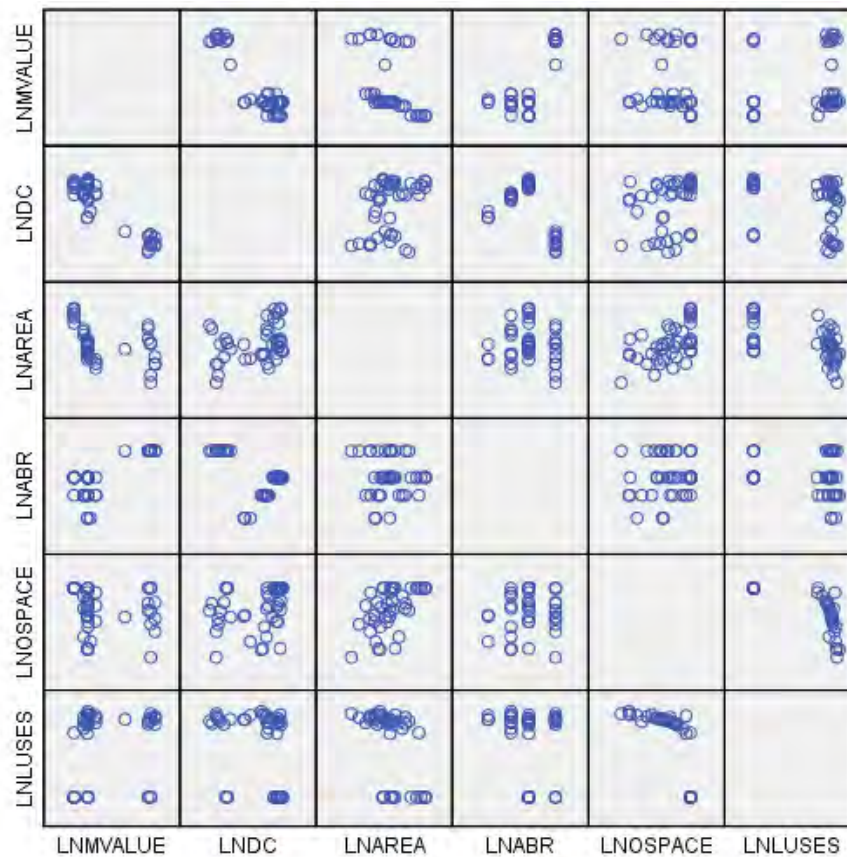 LNMVALUE
LNDC
LNAREA
LNABR
LNOSPACE
LNLUSES
LNMVALUE LNDC LNAREA LNABR LNOSPACE LNLUSES